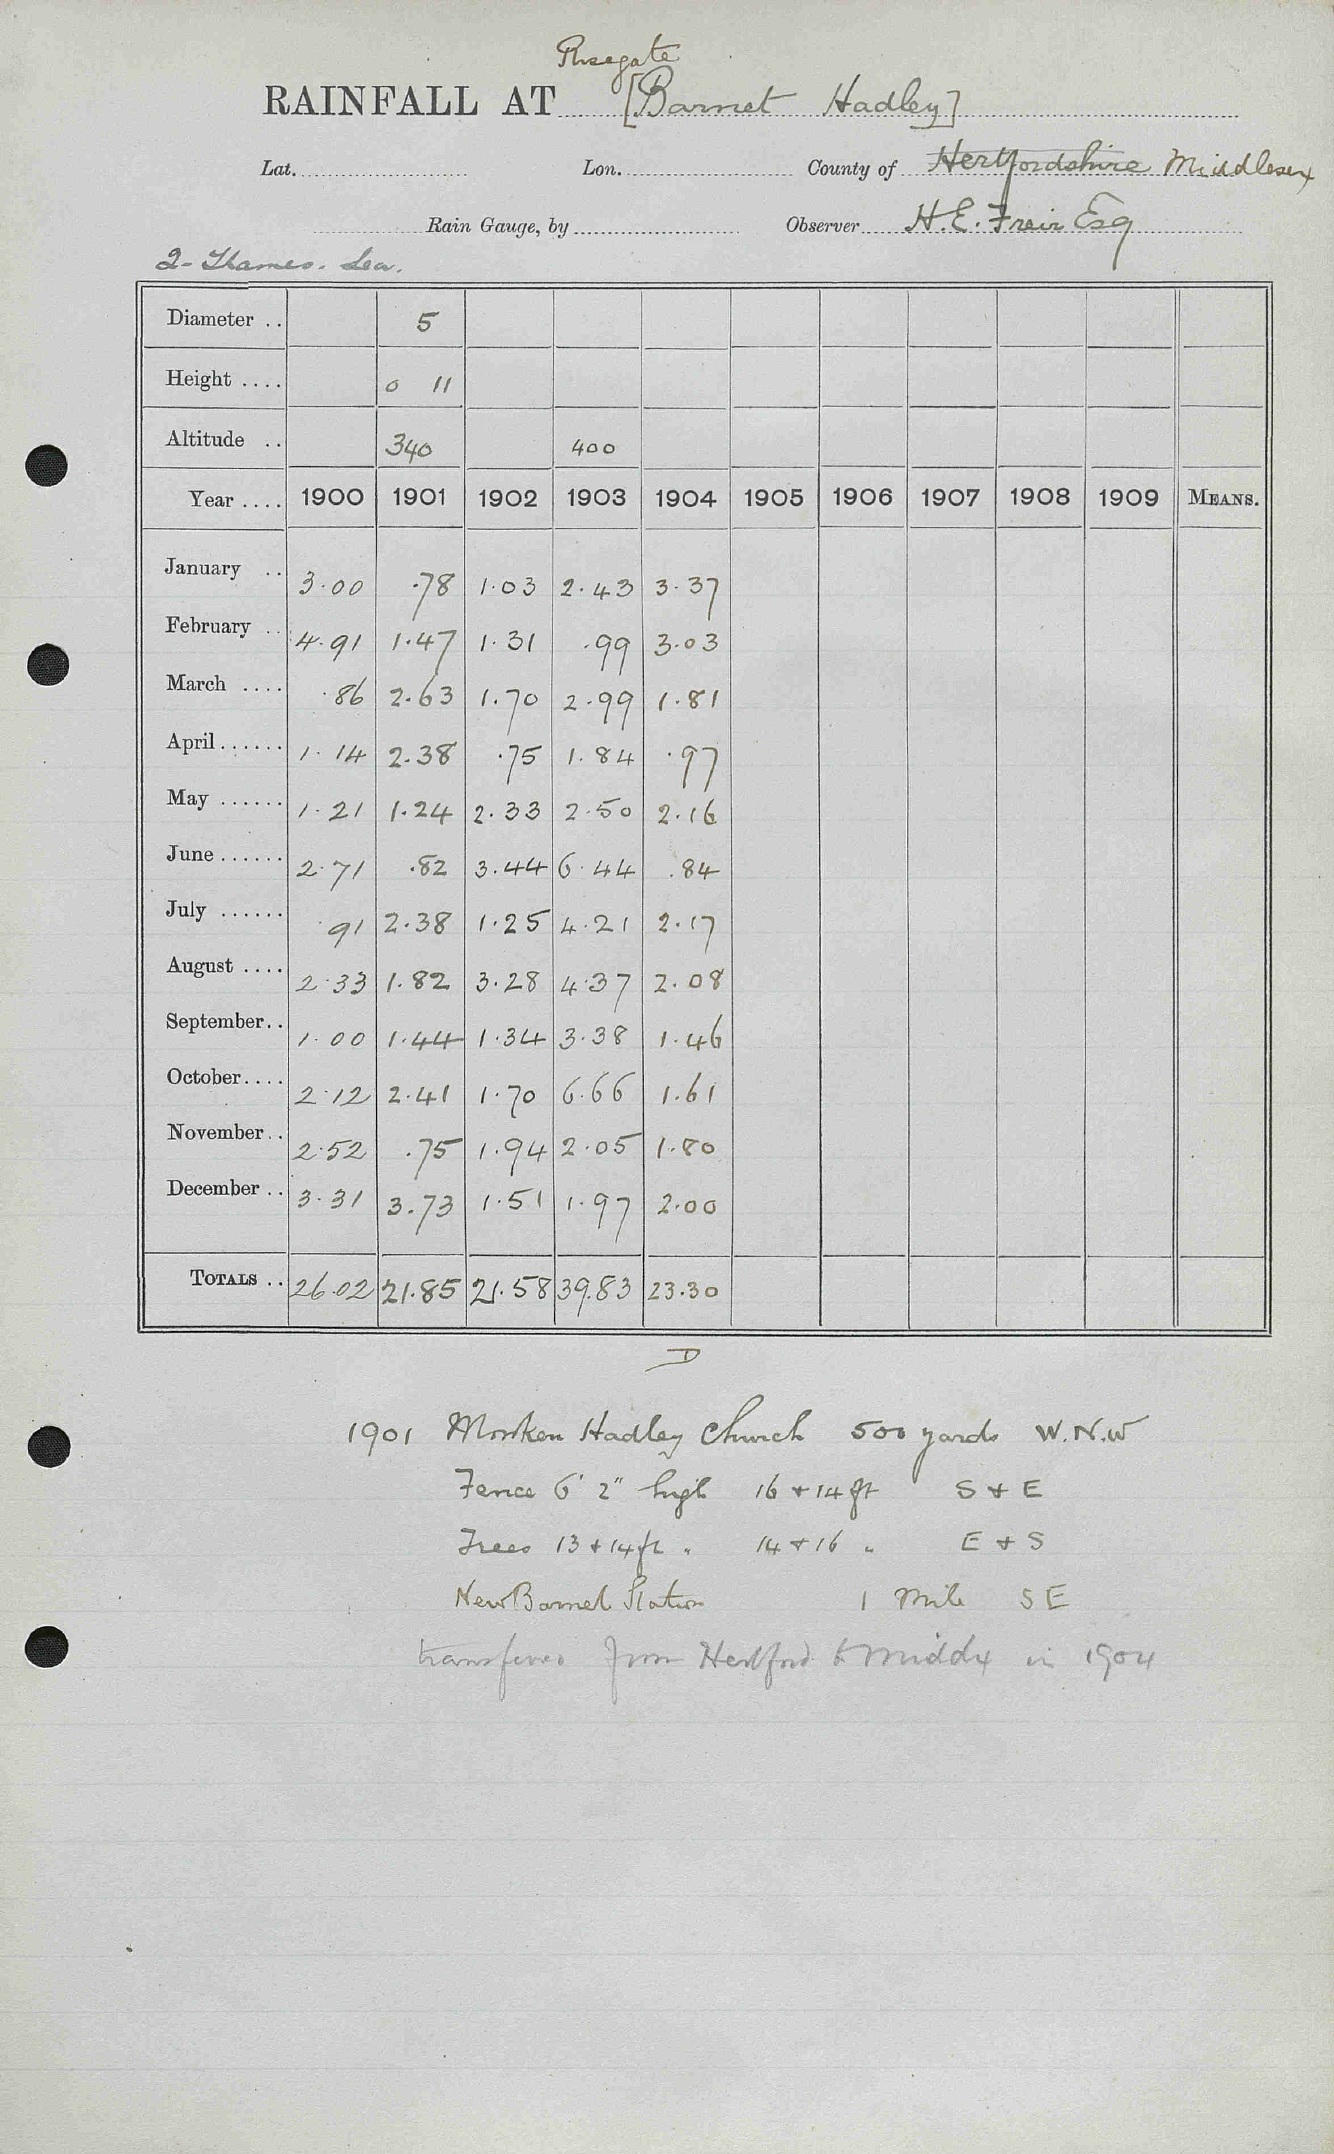 Rosegate
RAINFALL AT [Barnet Hadley]
Lat. Lon. County of Hertfordshire Middlesex
Rain Gauge, by Observer H. E. Freir Esq
2-Thames. Lea.
Diameter .. 5
Height .... 0 11
Altitude .. 340 400
Year .... 1900 1901 1902 1903 1904 1905 1906 1907 1908 1909 MEANS.
January .. 3.00 .78 1.03 2.43 3.37
February .. 4.91 1.47 1.31 .99 3.03
March .... .86 2.63 1.70 2.99 1.81
April ...... 1.14 2.38 .75 1.84 .97
May ...... 1.21 1.24 2.33 2.50 2.16
June ...... 2.71 .82 3.44 6.44 .84
July ...... .91 2.38 1.25 4.21 2.17
August .... 2.33 1.82 3.28 4.37 2.08
September.. 1.00 1.44 1.34 3.38 1.46
October.... 2.12 2.41 1.70 6.66 1.61
November.. 2.52 .75 1.94 2.05 1.80
December .. 3.31 3.73 1.51 1.97 2.00
TOTALS .. 26.02 21.85 21.58 39.83 23.30
D
1901 Monken Hadley Church 500 yards W.N.W
Fence 6' 2" high 16 + 14 ft S + E
Trees 13 + 14 ft " 14 + 16 " E + S
New Barnet Station 1 Mile SE
transferred from Hertford to Middx in 1904